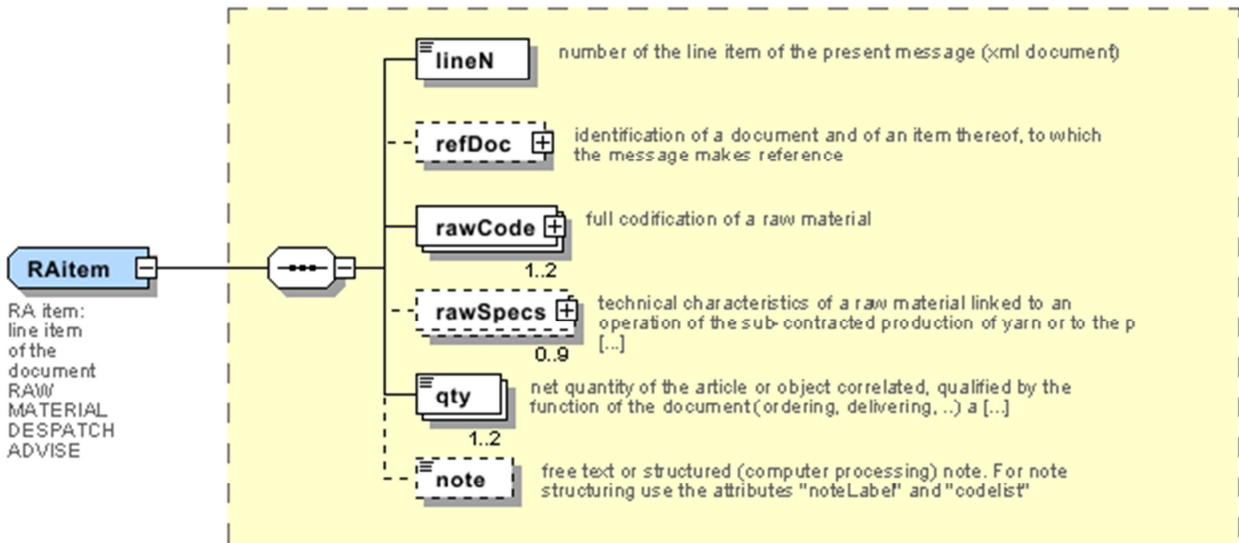 lineN
number of the line item of the present message (xml document)
refDoc
identification of a document and of an item thereof, to which
the message makes reference
rawCode
full codification of a raw material
1..2
RAitem
RA item:
line item
of the
document
RAW
MATERIAL
DESPATCH
ADVISE
rawSpecs
technical characteristics of a raw material linked to an
operation of the sub-contracted production of yarn or to the p
[...]
0..9
qty
net quantity of the article or object correlated, qualified by the
function of the document (ordering, delivering, ..) a [...]
1..2
note
free text or structured (computer processing) note. For note
structuring use the attributes "noteLabel" and "codelist"